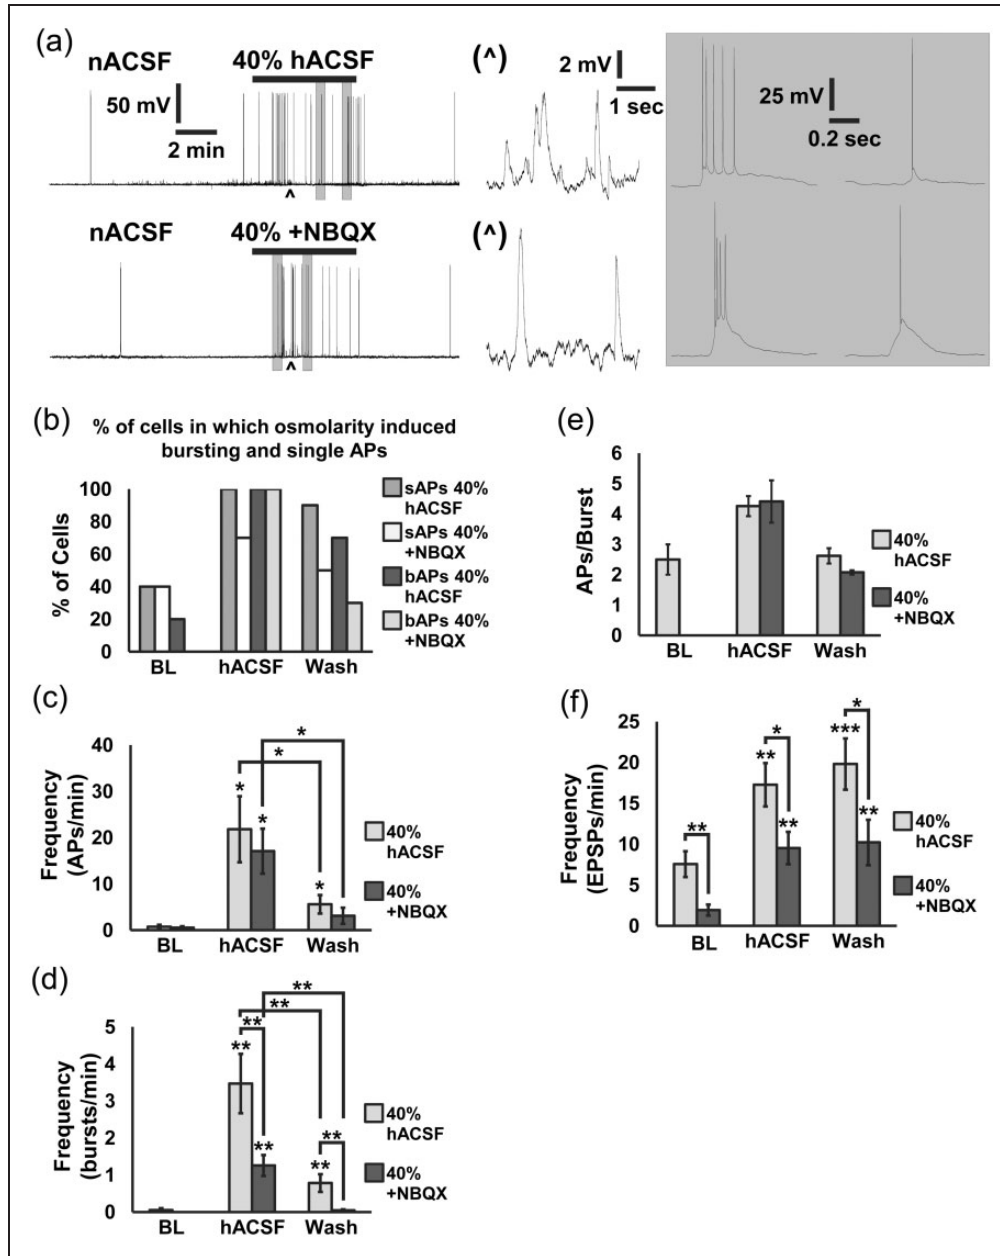 (a)
nACSF
40% hACSF
50 mV
2 min
^
(^)
2 mV
1 sec
25 mV
0.2 sec
nACSF
40% +NBQX
^
(^)
(b)
% of cells in which osmolarity induced
bursting and single APs
% of Cells
100
80
60
40
20
0
BL
hACSF
Wash
sAPs 40%
hACSF
sAPs 40%
+NBQX
bAPs 40%
hACSF
bAPs 40%
+NBQX
(c)
Frequency
(APs/min)
40
30
20
10
0
*
*
*
*
*
BL
hACSF
Wash
40%
hACSF
40%
+NBQX
(d)
Frequency
(bursts/min)
5
4
3
2
1
0
**
**
**
**
**
**
**
BL
hACSF
Wash
40%
hACSF
40%
+NBQX
(e)
APs/Burst
6
5
4
3
2
1
0
BL
hACSF
Wash
40%
hACSF
40%
+NBQX
(f)
Frequency
(EPSPs/min)
25
20
15
10
5
0
**
*
**
**
*
***
**
BL
hACSF
Wash
40%
hACSF
40%
+NBQX